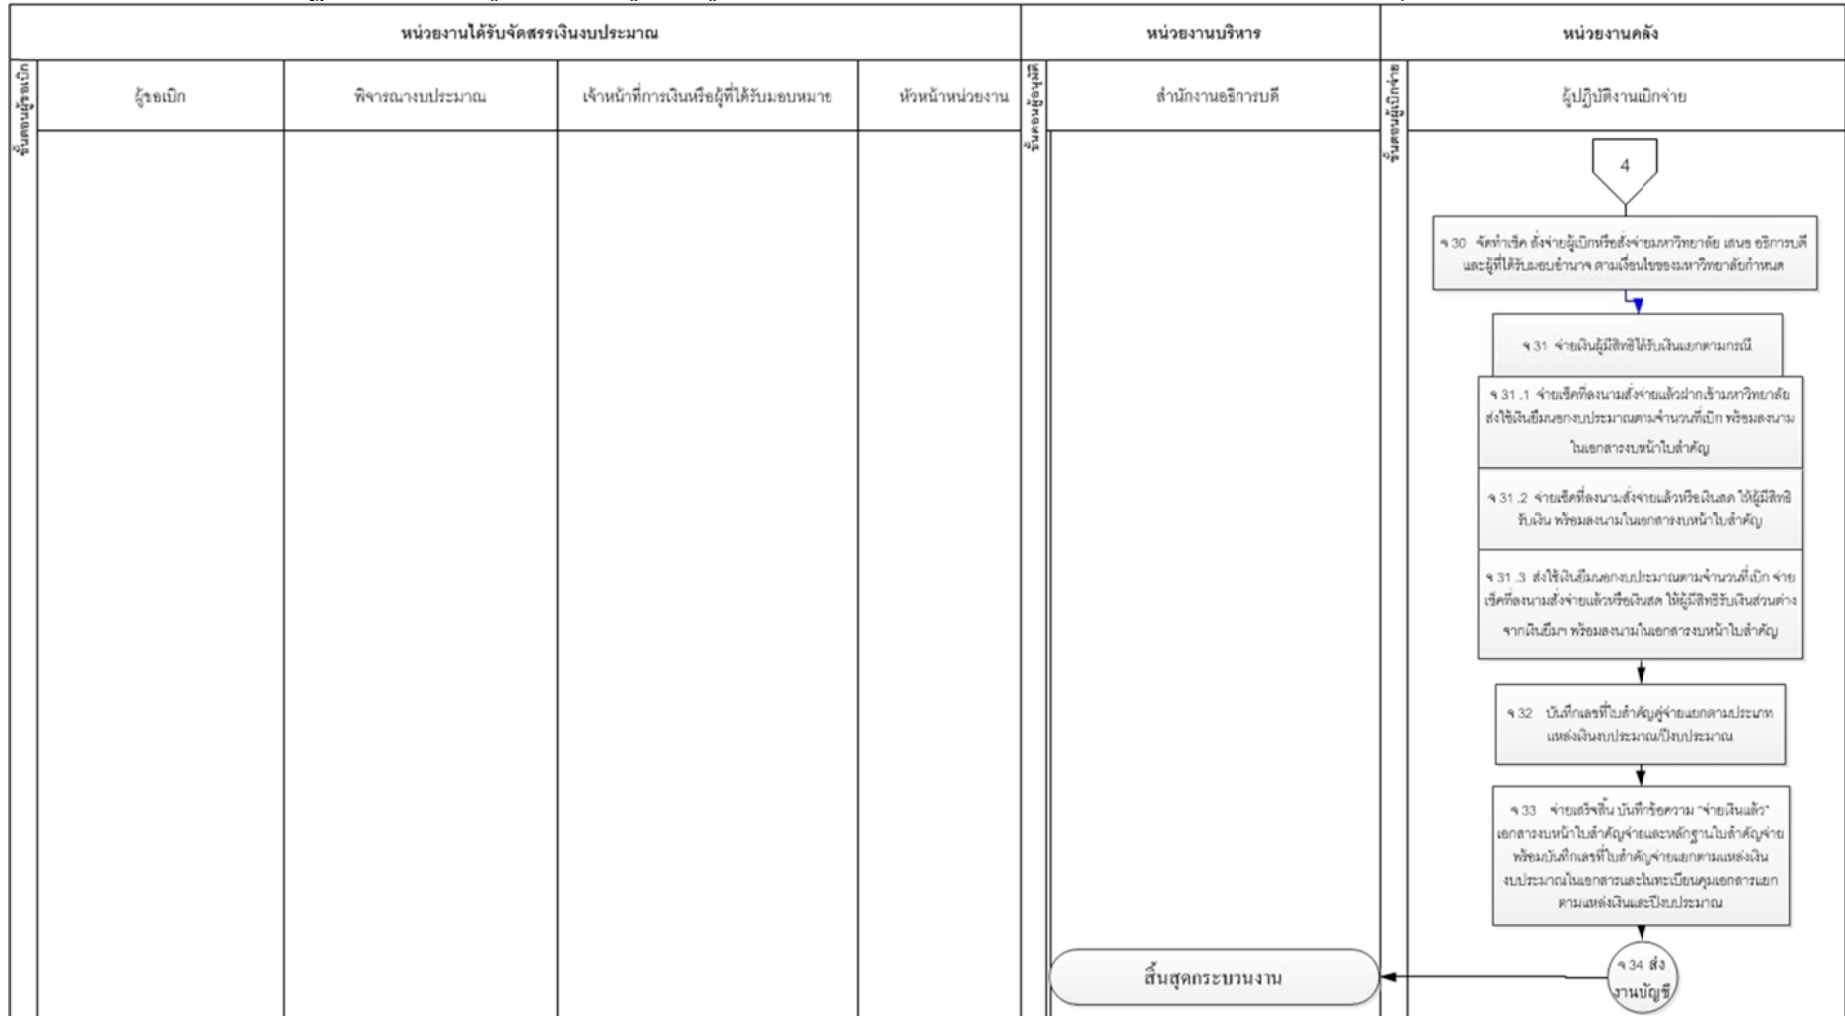 หน่วยงานได้รับจัดสรรเงินงบประมาณ
หน่วยงานบริหาร
หน่วยงานคลัง
ขั้นตอนผู้ขอเบิก
ผู้ขอเบิก
พิจารณางบประมาณ
เจ้าหน้าที่การเงินหรือผู้ที่ได้รับมอบหมาย
หัวหน้าหน่วยงาน
ขั้นตอนผู้อนุมัติ
สำนักงานอธิการบดี
ขั้นตอนผู้เบิกจ่าย
ผู้ปฏิบัติงานเบิกจ่าย
4
จ 30 จัดทำเช็ค สั่งจ่ายผู้เบิกหรือสั่งจ่ายมหาวิทยาลัย เสนอ อธิการบดี
และผู้ที่ได้รับมอบอำนาจ ตามเงื่อนไขของมหาวิทยาลัยกำหนด
จ 31 จ่ายเงินผู้มีสิทธิได้รับเงินแยกตามกรณี
จ 31 .1 จ่ายเช็คที่ลงนามสั่งจ่ายแล้วฝากเข้ามหาวิทยาลัย
ส่งใช้เงินยืมนอกงบประมาณตามจำนวนที่เบิก พร้อมลงนาม
ในเอกสารงบหน้าใบสำคัญ
จ 31 .2 จ่ายเช็คที่ลงนามสั่งจ่ายแล้วหรือเงินสด ให้ผู้มีสิทธิ
รับเงิน พร้อมลงนามในเอกสารงบหน้าใบสำคัญ
จ 31 .3 ส่งใช้เงินยืมนอกงบประมาณตามจำนวนที่เบิก จ่าย
เช็คที่ลงนามสั่งจ่ายแล้วหรือเงินสด ให้ผู้มีสิทธิรับเงินส่วนต่าง
จากเงินยืมฯ พร้อมลงนามในเอกสารงบหน้าใบสำคัญ
จ 32 บันทึกเลขที่ใบสำคัญคู่จ่ายแยกตามประเภท
แหล่งเงินงบประมาณ/ปีงบประมาณ
จ 33 จ่ายเสร็จสิ้น บันทึกข้อความ "จ่ายเงินแล้ว"
เอกสารงบหน้าใบสำคัญจ่ายและหลักฐานใบสำคัญจ่าย
พร้อมบันทึกเลขที่ใบสำคัญจ่ายแยกตามแหล่งเงิน
งบประมาณในเอกสารและในทะเบียนคุมเอกสารแยก
ตามแหล่งเงินและปีงบประมาณ
จ 34 ส่ง
งานบัญชี
สิ้นสุดกระบวนงาน